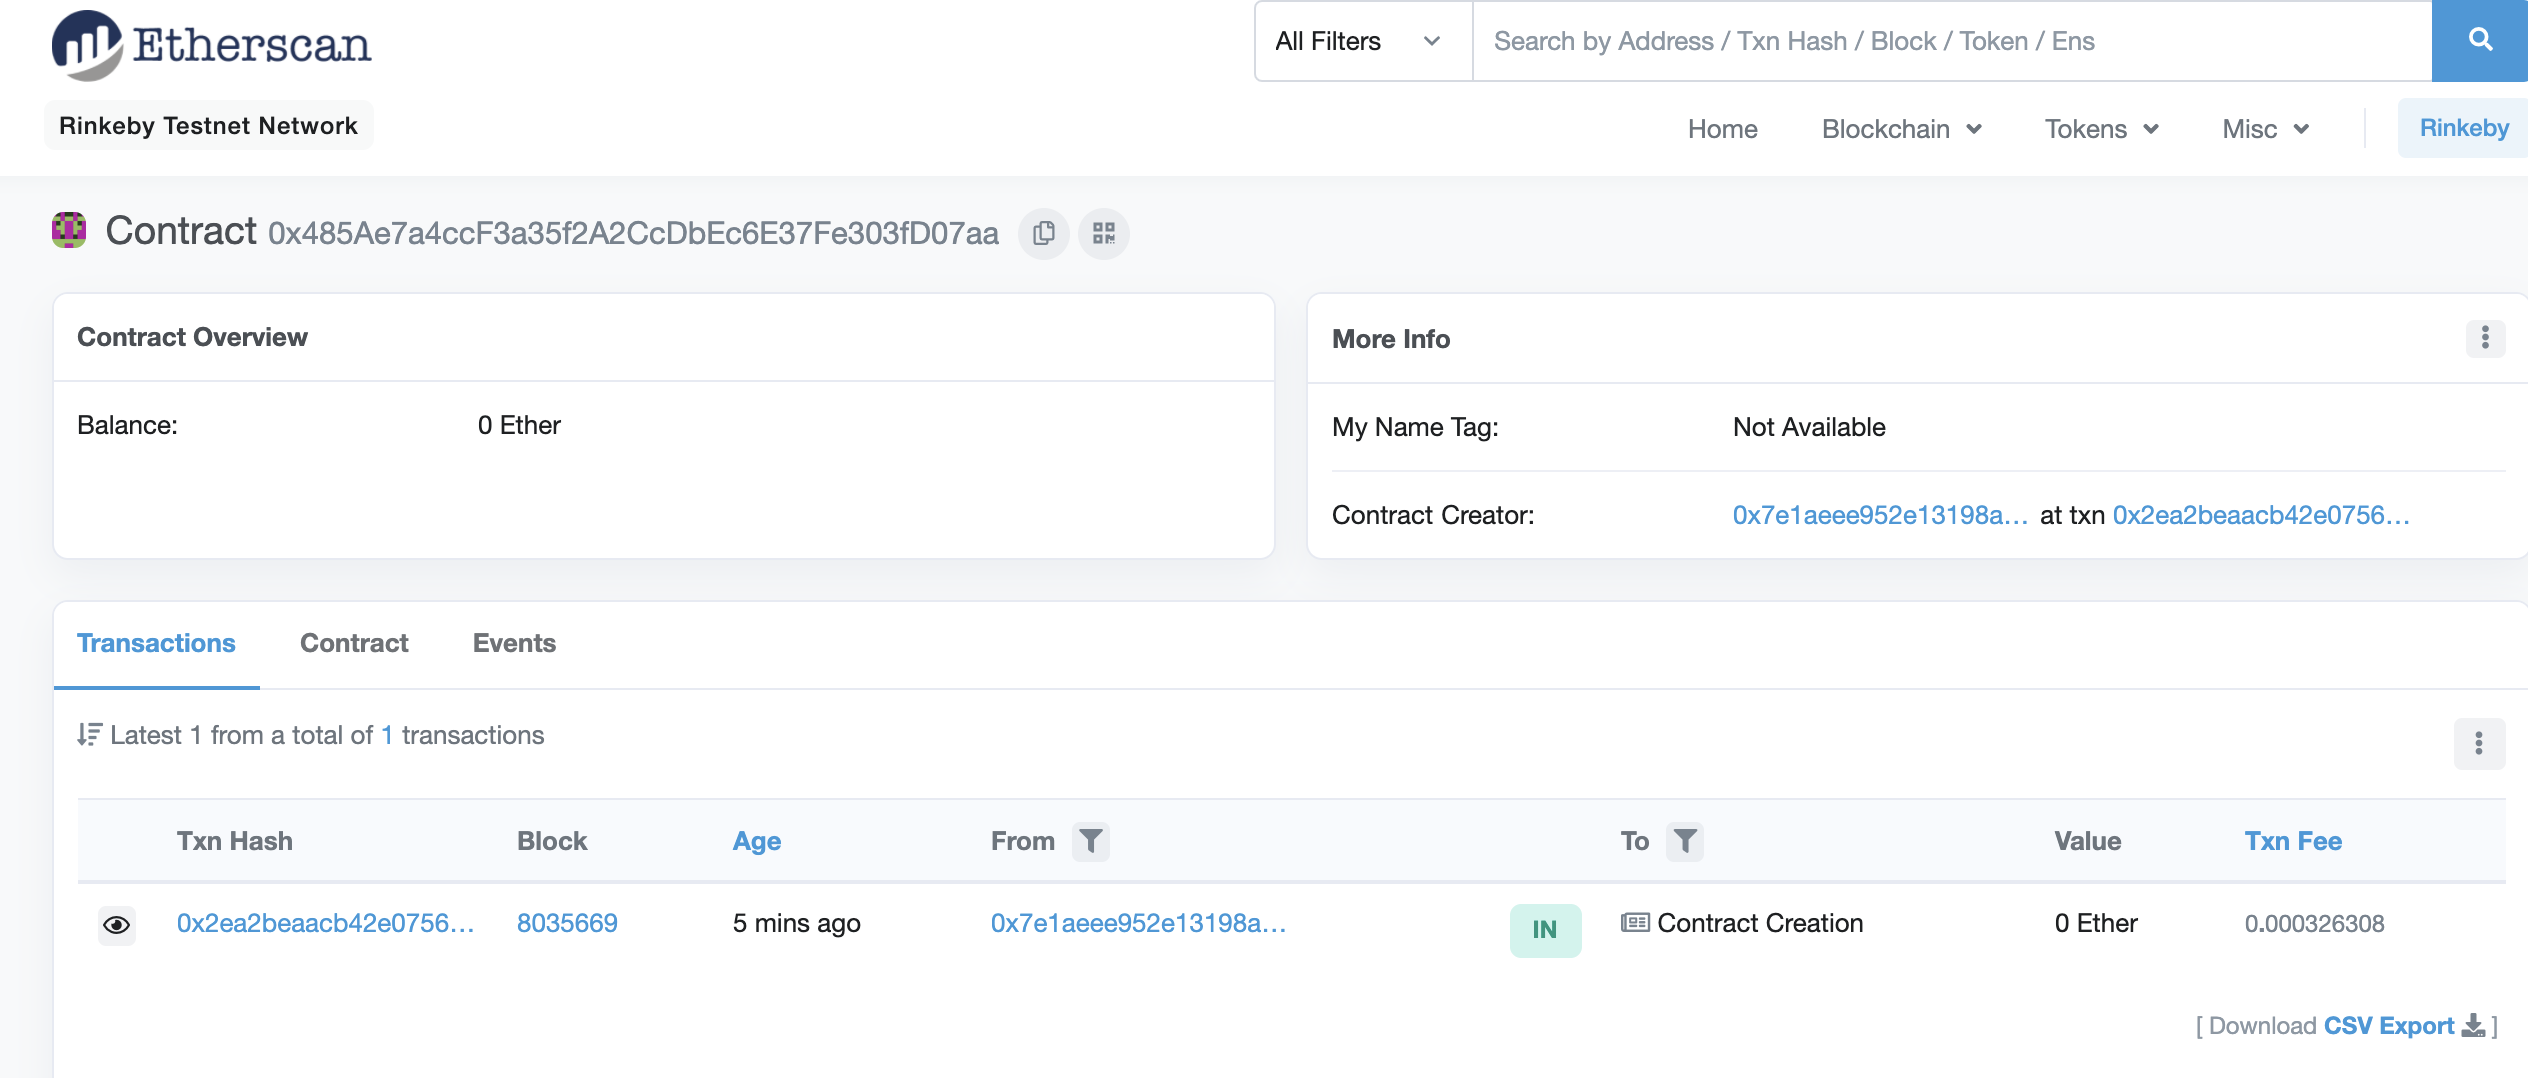 Etherscan
All Filters
Search by Address / Txn Hash / Block / Token / Ens
Rinkeby Testnet Network
Home Blockchain Tokens Misc Rinkeby
Contract 0x485Ae7a4ccF3a35f2A2CcDbEc6E37Fe303fD07aa
Contract Overview
Balance: 0 Ether
More Info
My Name Tag: Not Available
Contract Creator: 0x7e1aeee952e13198a... at txn 0x2ea2beaacb42e0756...
Transactions Contract Events
Latest 1 from a total of 1 transactions
Txn Hash Block Age From To Value Txn Fee
0x2ea2beaacb42e0756... 8035669 5 mins ago 0x7e1aeee952e13198a... IN Contract Creation 0 Ether 0.000326308
[ Download CSV Export ]